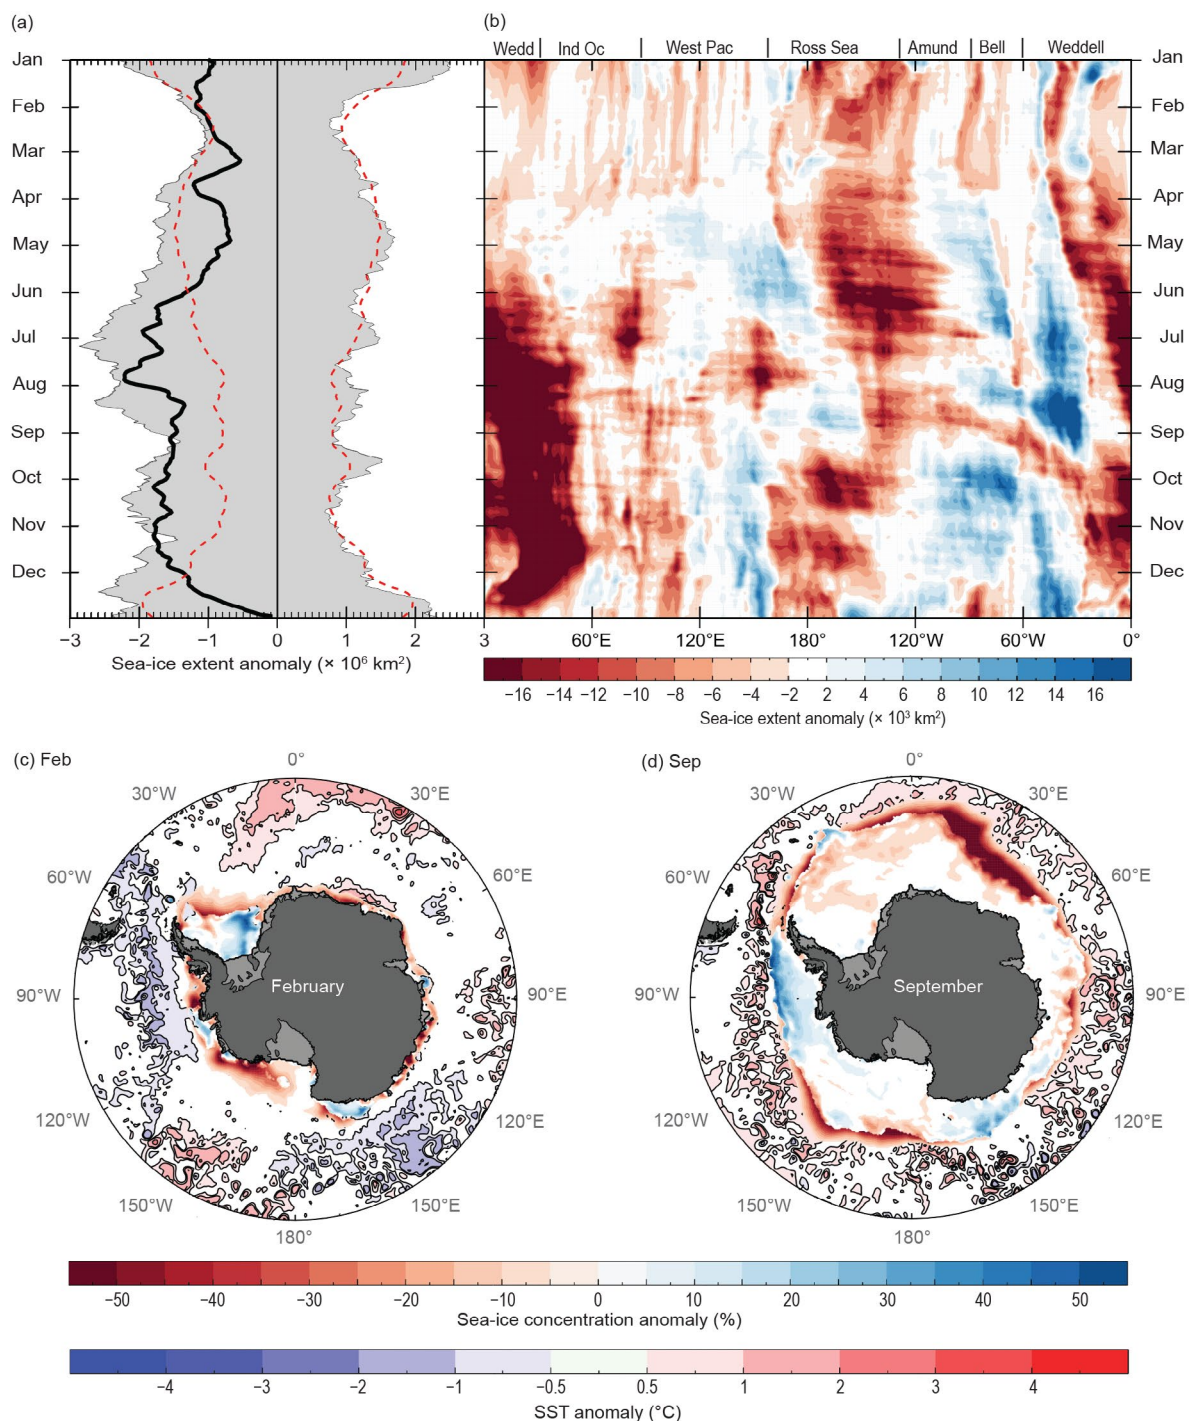 (a)
(b)
Wedd | Ind Oc | West Pac | Ross Sea | Amund | Bell | Weddell
Jan
Feb
Mar
Apr
May
Jun
Jul
Aug
Sep
Oct
Nov
Dec
Jan
Feb
Mar
Apr
May
Jun
Jul
Aug
Sep
Oct
Nov
Dec
−3 −2 −1 0 1 2
Sea-ice extent anomaly (× 10⁶ km²)
3 60°E 120°E 180° 120°W 60°W 0°
−16 −14 −12 −10 −8 −6 −4 −2 2 4 6 8 10 12 14 16
Sea-ice extent anomaly (× 10³ km²)
(c) Feb
0°
30°W 30°E
60°W 60°E
90°W February 90°E
120°W 120°E
150°W 150°E
180°
(d) Sep
0°
30°W 30°E
60°W 60°E
90°W September 90°E
120°W 120°E
150°W 150°E
180°
−50 −40 −30 −20 −10 0 10 20 30 40 50
Sea-ice concentration anomaly (%)
−4 −3 −2 −1 −0.5 0.5 1 2 3 4
SST anomaly (°C)